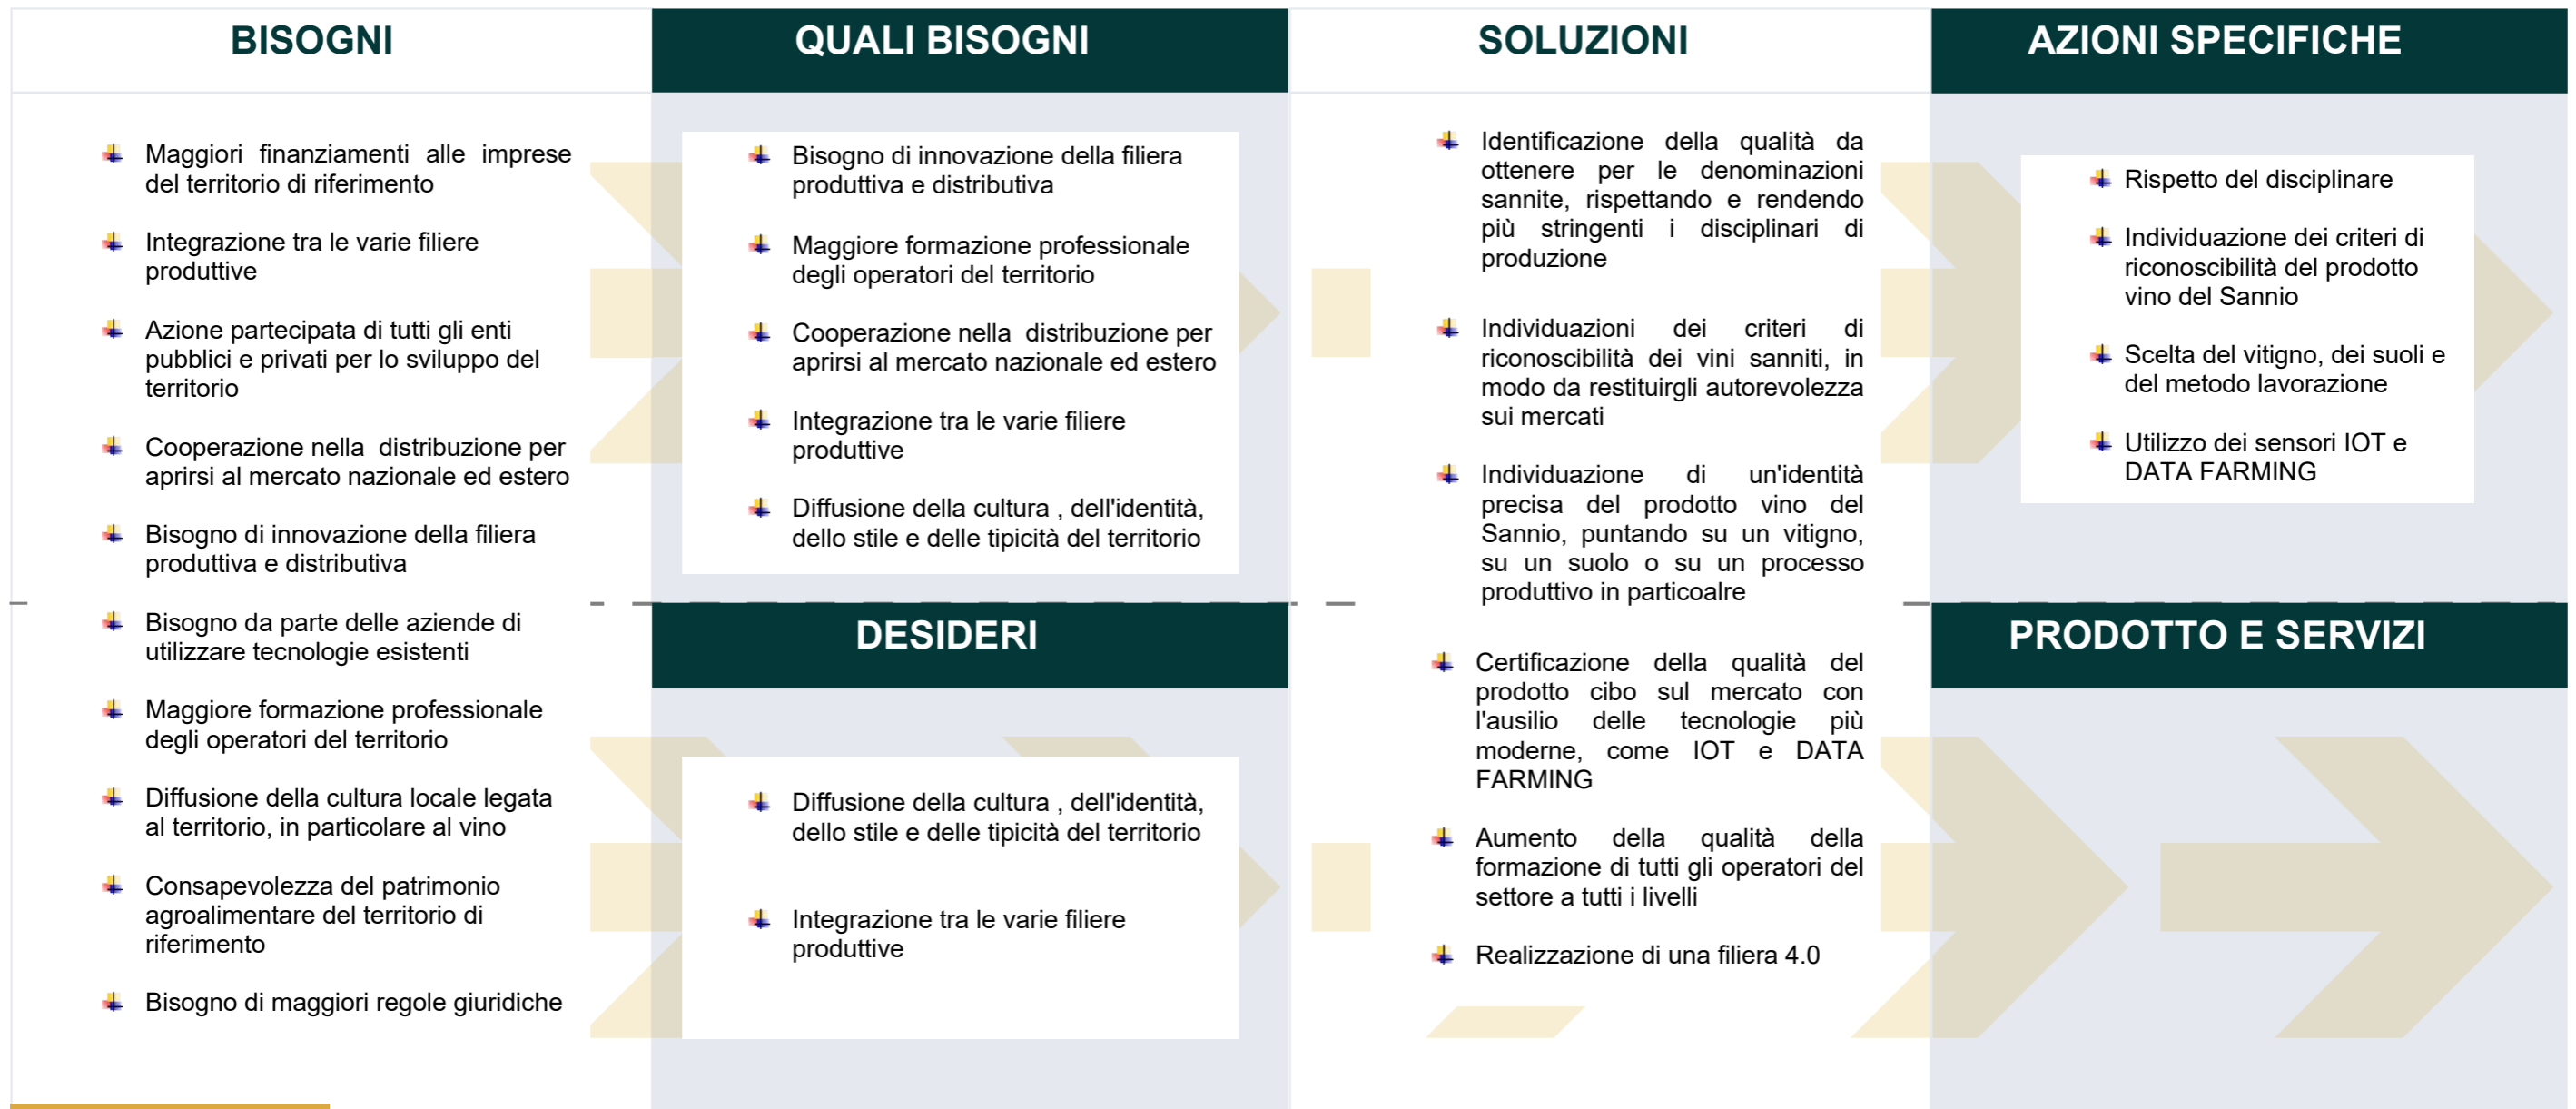 BISOGNI
Maggiori finanziamenti alle imprese
del territorio di riferimento
Integrazione tra le varie filiere
produttive
Azione partecipata di tutti gli enti
pubblici e privati per lo sviluppo del
territorio
Cooperazione nella distribuzione per
aprirsi al mercato nazionale ed estero
Bisogno di innovazione della filiera
produttiva e distributiva
Bisogno da parte delle aziende di
utilizzare tecnologie esistenti
Maggiore formazione professionale
degli operatori del territorio
Diffusione della cultura locale legata
al territorio, in particolare al vino
Consapevolezza del patrimonio
agroalimentare del territorio di
riferimento
Bisogno di maggiori regole giuridiche
QUALI BISOGNI
Bisogno di innovazione della filiera
produttiva e distributiva
Maggiore formazione professionale
degli operatori del territorio
Cooperazione nella distribuzione per
aprirsi al mercato nazionale ed estero
Integrazione tra le varie filiere
produttive
Diffusione della cultura , dell'identità,
dello stile e delle tipicità del territorio
DESIDERI
Diffusione della cultura , dell'identità,
dello stile e delle tipicità del territorio
Integrazione tra le varie filiere
produttive
SOLUZIONI
Identificazione della qualità da
ottenere per le denominazioni
sannite, rispettando e rendendo
più stringenti i disciplinari di
produzione
Individuazioni dei criteri di
riconoscibilità dei vini sanniti, in
modo da restituirgli autorevolezza
sui mercati
Individuazione di un'identità
precisa del prodotto vino del
Sannio, puntando su un vitigno,
su un suolo o su un processo
produttivo in particoalre
Certificazione della qualità del
prodotto cibo sul mercato con
l'ausilio delle tecnologie più
moderne, come IOT e DATA
FARMING
Aumento della qualità della
formazione di tutti gli operatori del
settore a tutti i livelli
Realizzazione di una filiera 4.0
AZIONI SPECIFICHE
Rispetto del disciplinare
Individuazione dei criteri di
riconoscibilità del prodotto
vino del Sannio
Scelta del vitigno, dei suoli e
del metodo lavorazione
Utilizzo dei sensori IOT e
DATA FARMING
PRODOTTO E SERVIZI